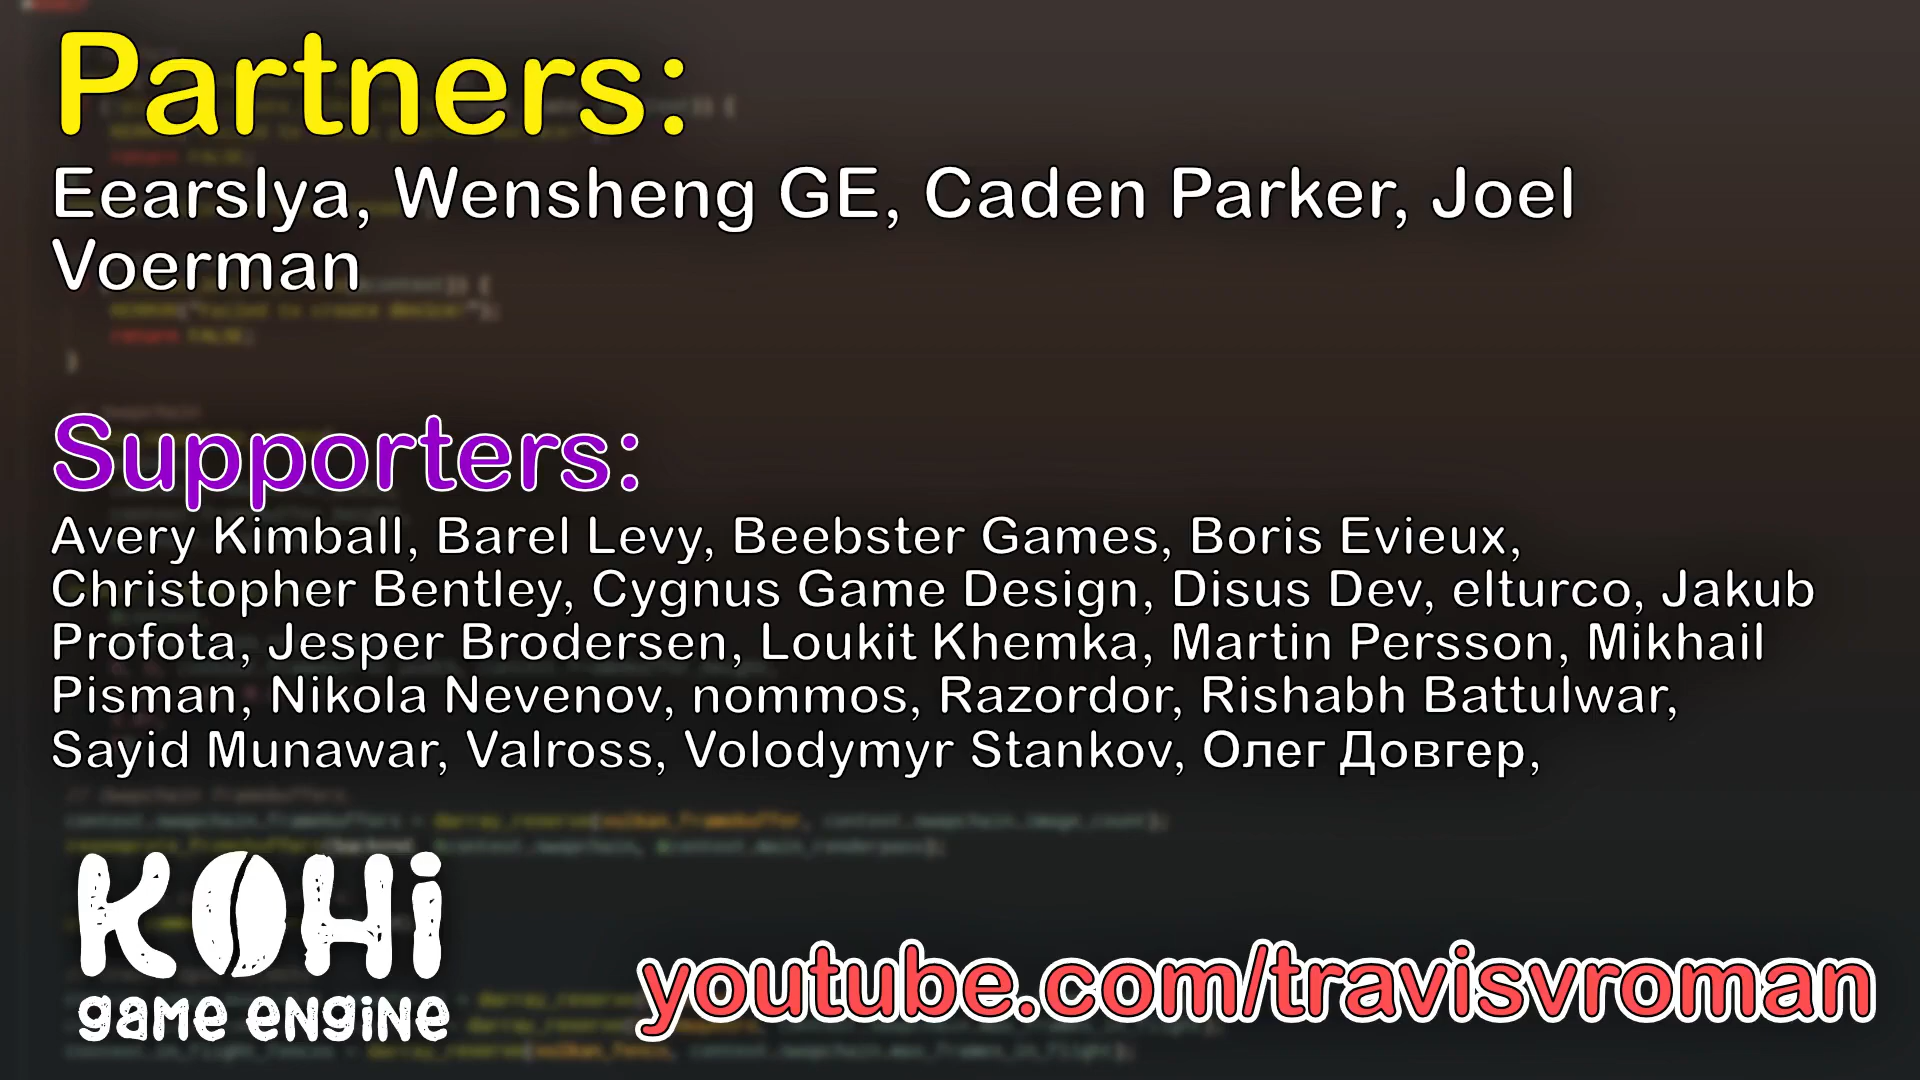 Partners:
Eearslya, Wensheng GE, Caden Parker, Joel
Voerman
Supporters:
Avery Kimball, Barel Levy, Beebster Games, Boris Evieux,
Christopher Bentley, Cygnus Game Design, Disus Dev, elturco, Jakub
Profota, Jesper Brodersen, Loukit Khemka, Martin Persson, Mikhail
Pisman, Nikola Nevenov, nommos, Razordor, Rishabh Battulwar,
Sayid Munawar, Valross, Volodymyr Stankov, Олег Довгер,
KOHi
game engine
youtube.com/travisvroman